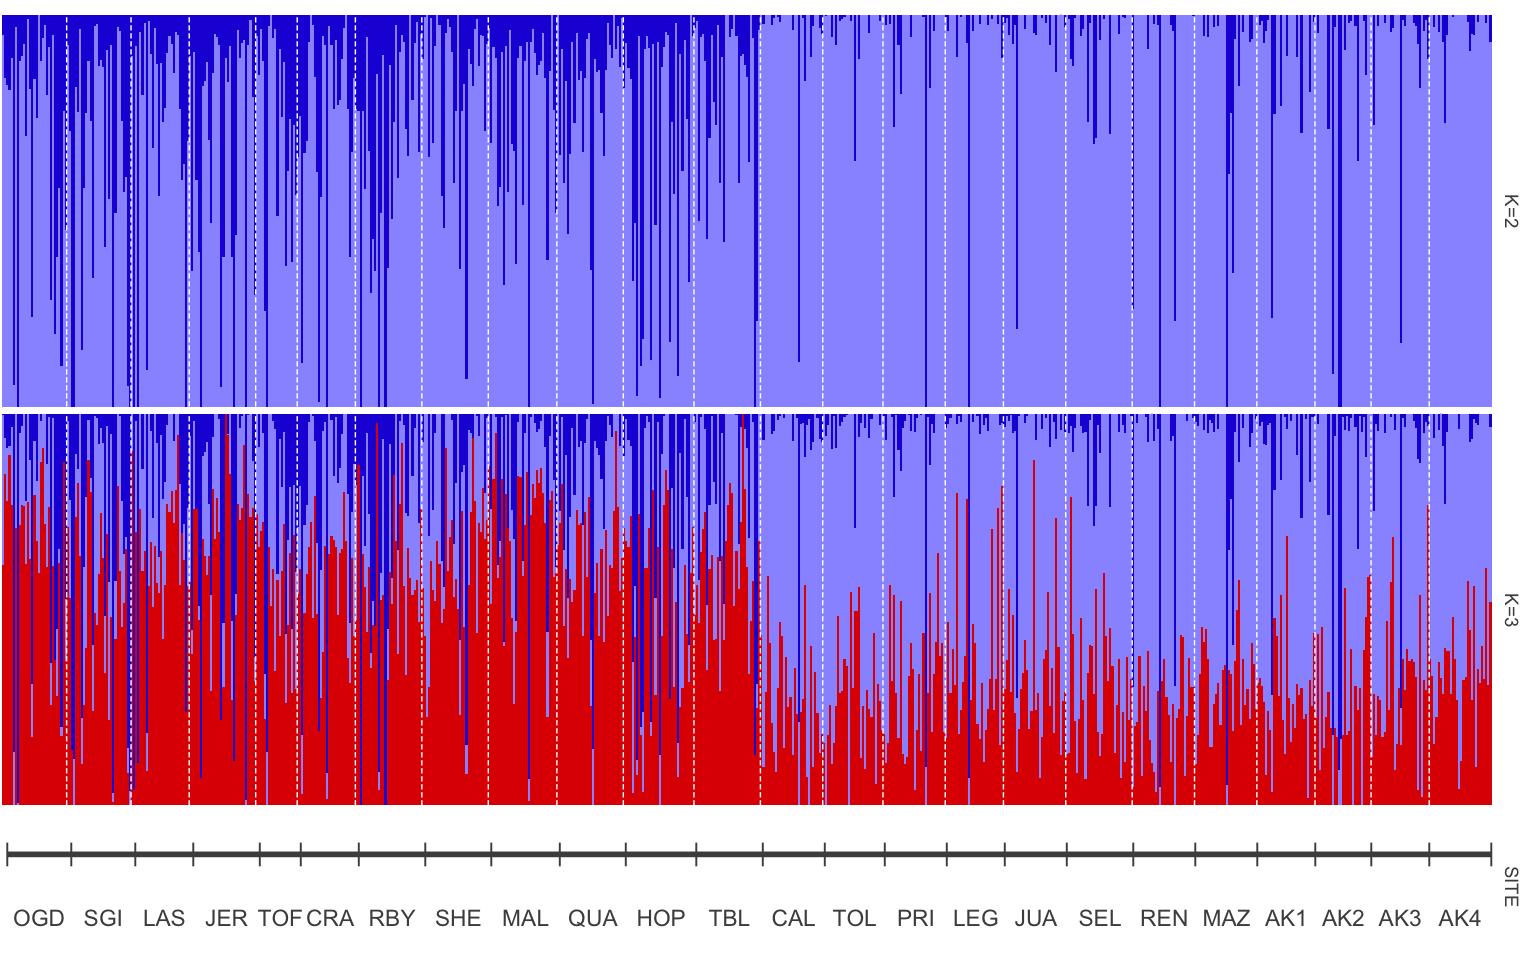 K=2
K=3
SITE
OGD SGI LAS JER TOF CRA RBY SHE MAL QUA HOP TBL CAL TOL PRI LEG JUA SEL REN MAZ AK1 AK2 AK3 AK4